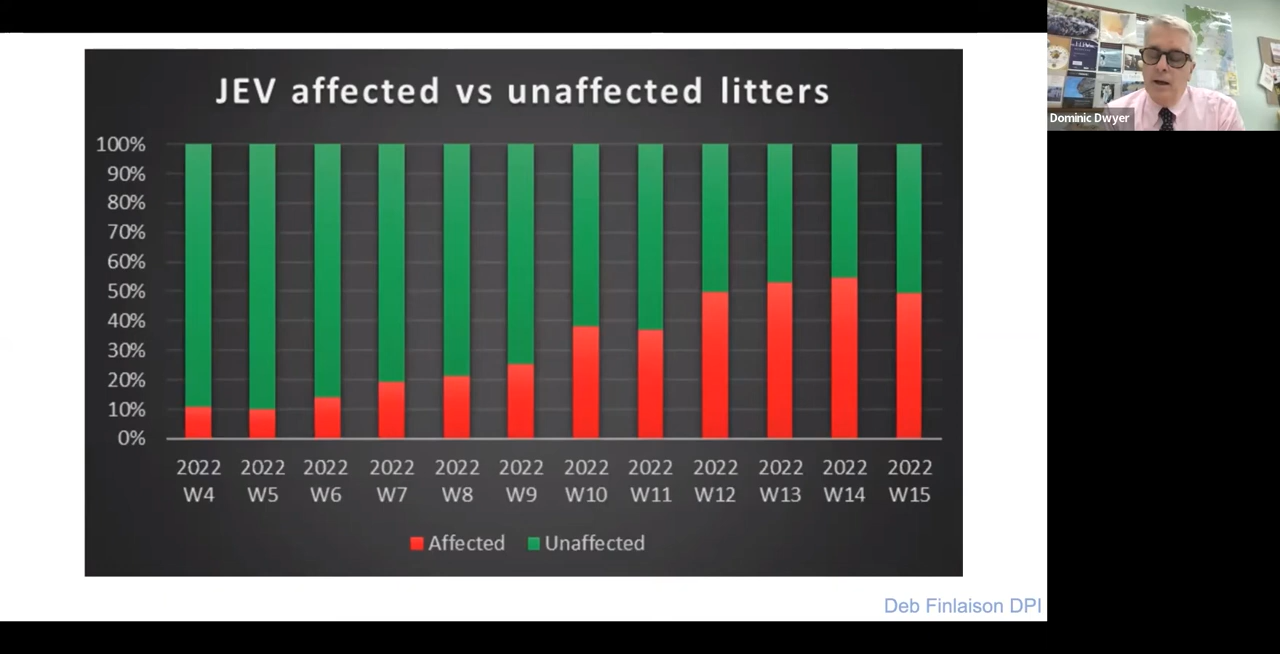 JEV affected vs unaffected litters
100%
90%
80%
70%
60%
50%
40%
30%
20%
10%
0%
2022 2022 2022 2022 2022 2022 2022 2022 2022 2022 2022 2022
W4 W5 W6 W7 W8 W9 W10 W11 W12 W13 W14 W15
Affected Unaffected
Deb Finlaison DPI
Dominic Dwyer